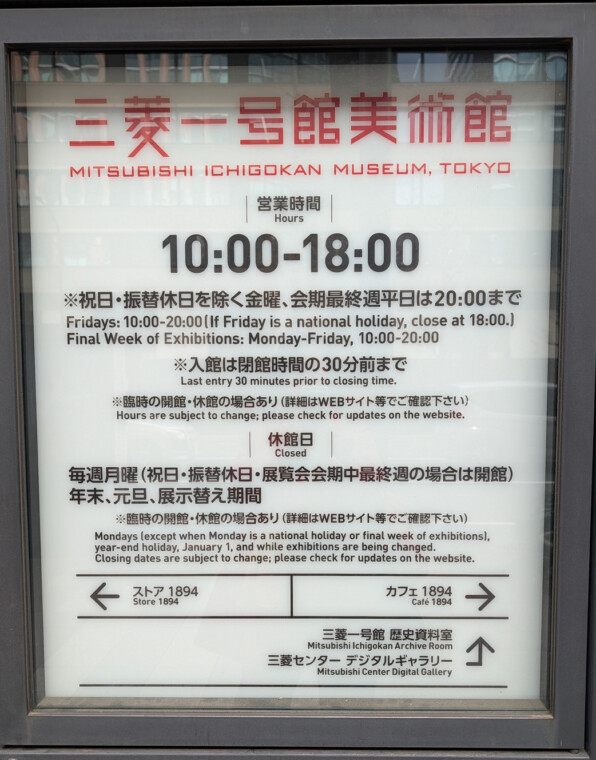 三菱一号館美術館
MITSUBISHI ICHIGOKAN MUSEUM, TOKYO
営業時間
Hours
10:00-18:00
※祝日・振替休日を除く金曜、会期最終週平日は20:00まで
Fridays: 10:00-20:00(If Friday is a national holiday, close at 18:00.)
Final Week of Exhibitions: Monday-Friday, 10:00-20:00
※入館は閉館時間の30分前まで
Last entry 30 minutes prior to closing time.
※臨時の開館・休館の場合あり(詳細はWEBサイト等でご確認下さい)
Hours are subject to change; please check for updates on the website.
休館日
Closed
毎週月曜(祝日・振替休日・展覧会会期中最終週の場合は開館)
年末、元旦、展示替え期間
※臨時の開館・休館の場合あり(詳細はWEBサイト等でご確認下さい)
Mondays (except when Monday is a national holiday or final week of exhibitions),
year-end holiday, January 1, and while exhibitions are being changed.
Closing dates are subject to change; please check for updates on the website.
← ストア 1894
Store 1894
カフェ 1894 →
Café 1894
三菱一号館 歴史資料室
Mitsubishi Ichigokan Archive Room
三菱センター デジタルギャラリー
Mitsubishi Center Digital Gallery